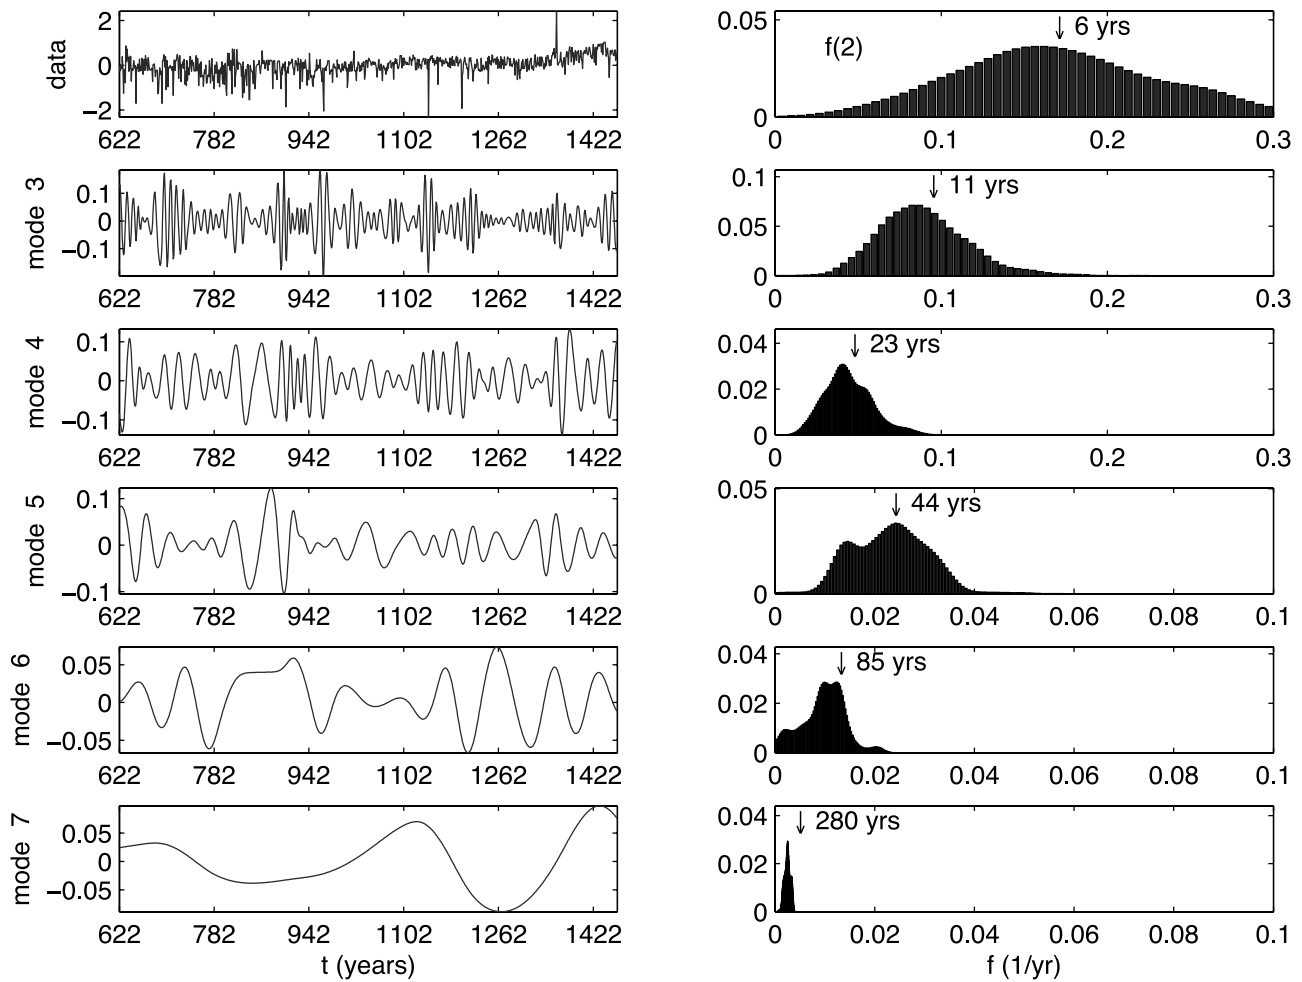 data
2
0
−2
622 782 942 1102 1262 1422
0.05
0
f(2)
↓ 6 yrs
0 0.1 0.2 0.3
mode 3
0.1
0
−0.1
622 782 942 1102 1262 1422
0.1
0.05
0
↓ 11 yrs
0 0.1 0.2 0.3
mode 4
0.1
0
−0.1
622 782 942 1102 1262 1422
0.04
0.02
0
↓ 23 yrs
0 0.1 0.2 0.3
mode 5
0.1
0
−0.1
622 782 942 1102 1262 1422
0.05
0
↓ 44 yrs
0 0.02 0.04 0.06 0.08 0.1
mode 6
0.05
0
−0.05
622 782 942 1102 1262 1422
0.04
0.02
0
↓ 85 yrs
0 0.02 0.04 0.06 0.08 0.1
mode 7
0.05
0
−0.05
622 782 942 1102 1262 1422
t (years)
0.04
0.02
0
↓ 280 yrs
0 0.02 0.04 0.06 0.08 0.1
f (1/yr)